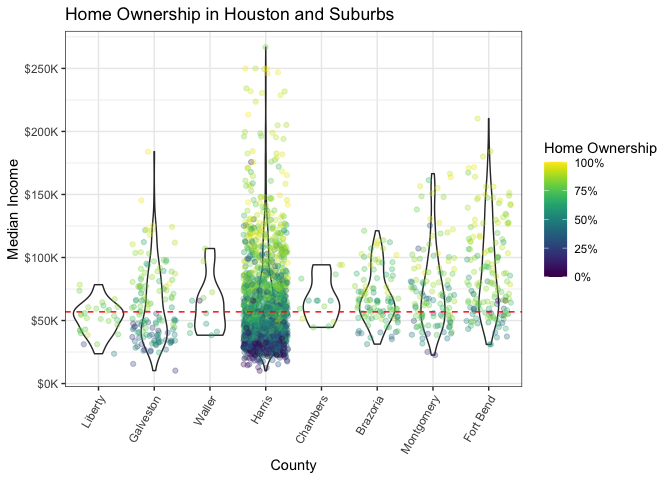 Home Ownership in Houston and Suburbs
Median Income
$250K
$200K
$150K
$100K
$50K
$0K
Liberty
Galveston
Waller
Harris
Chambers
Brazoria
Montgomery
Fort Bend
County
Home Ownership
100%
75%
50%
25%
0%